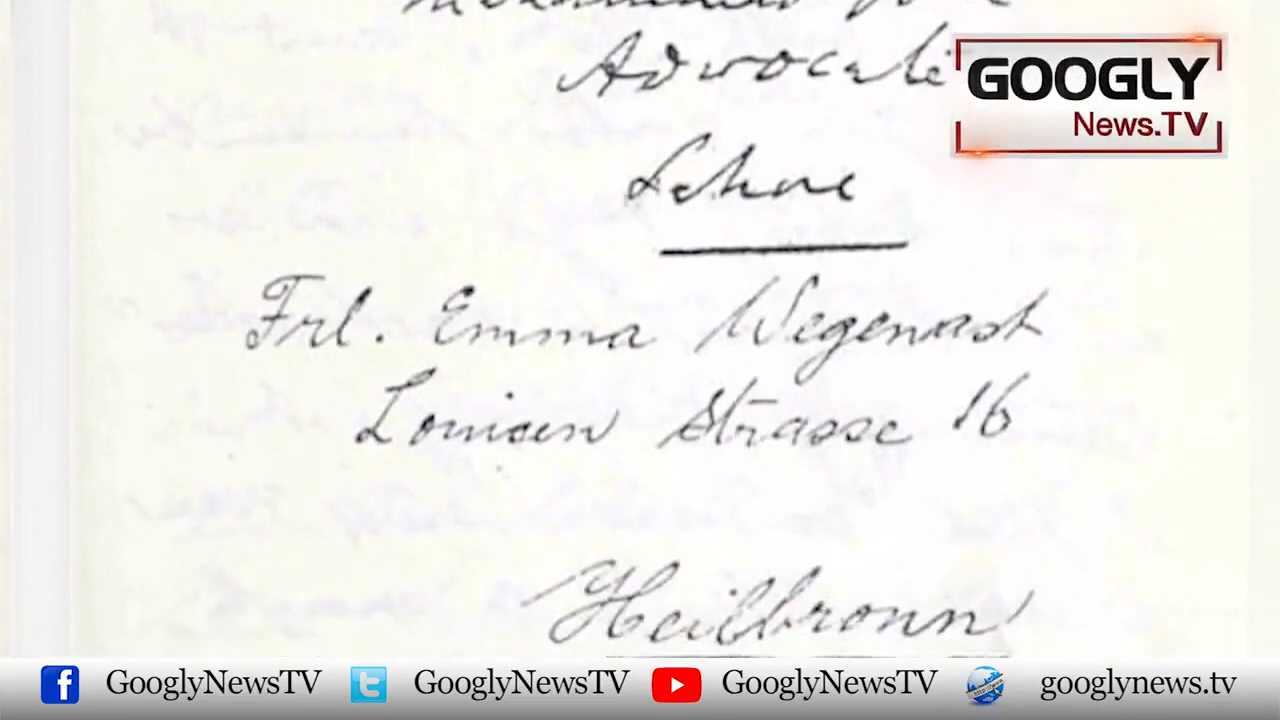 Advocate
Lahore
Frl. Emma Wegenast
Louisen Strasse 16
Heilbronn
GOOGLY
News.TV
GooglyNewsTV
GooglyNewsTV
GooglyNewsTV
googlynews.tv